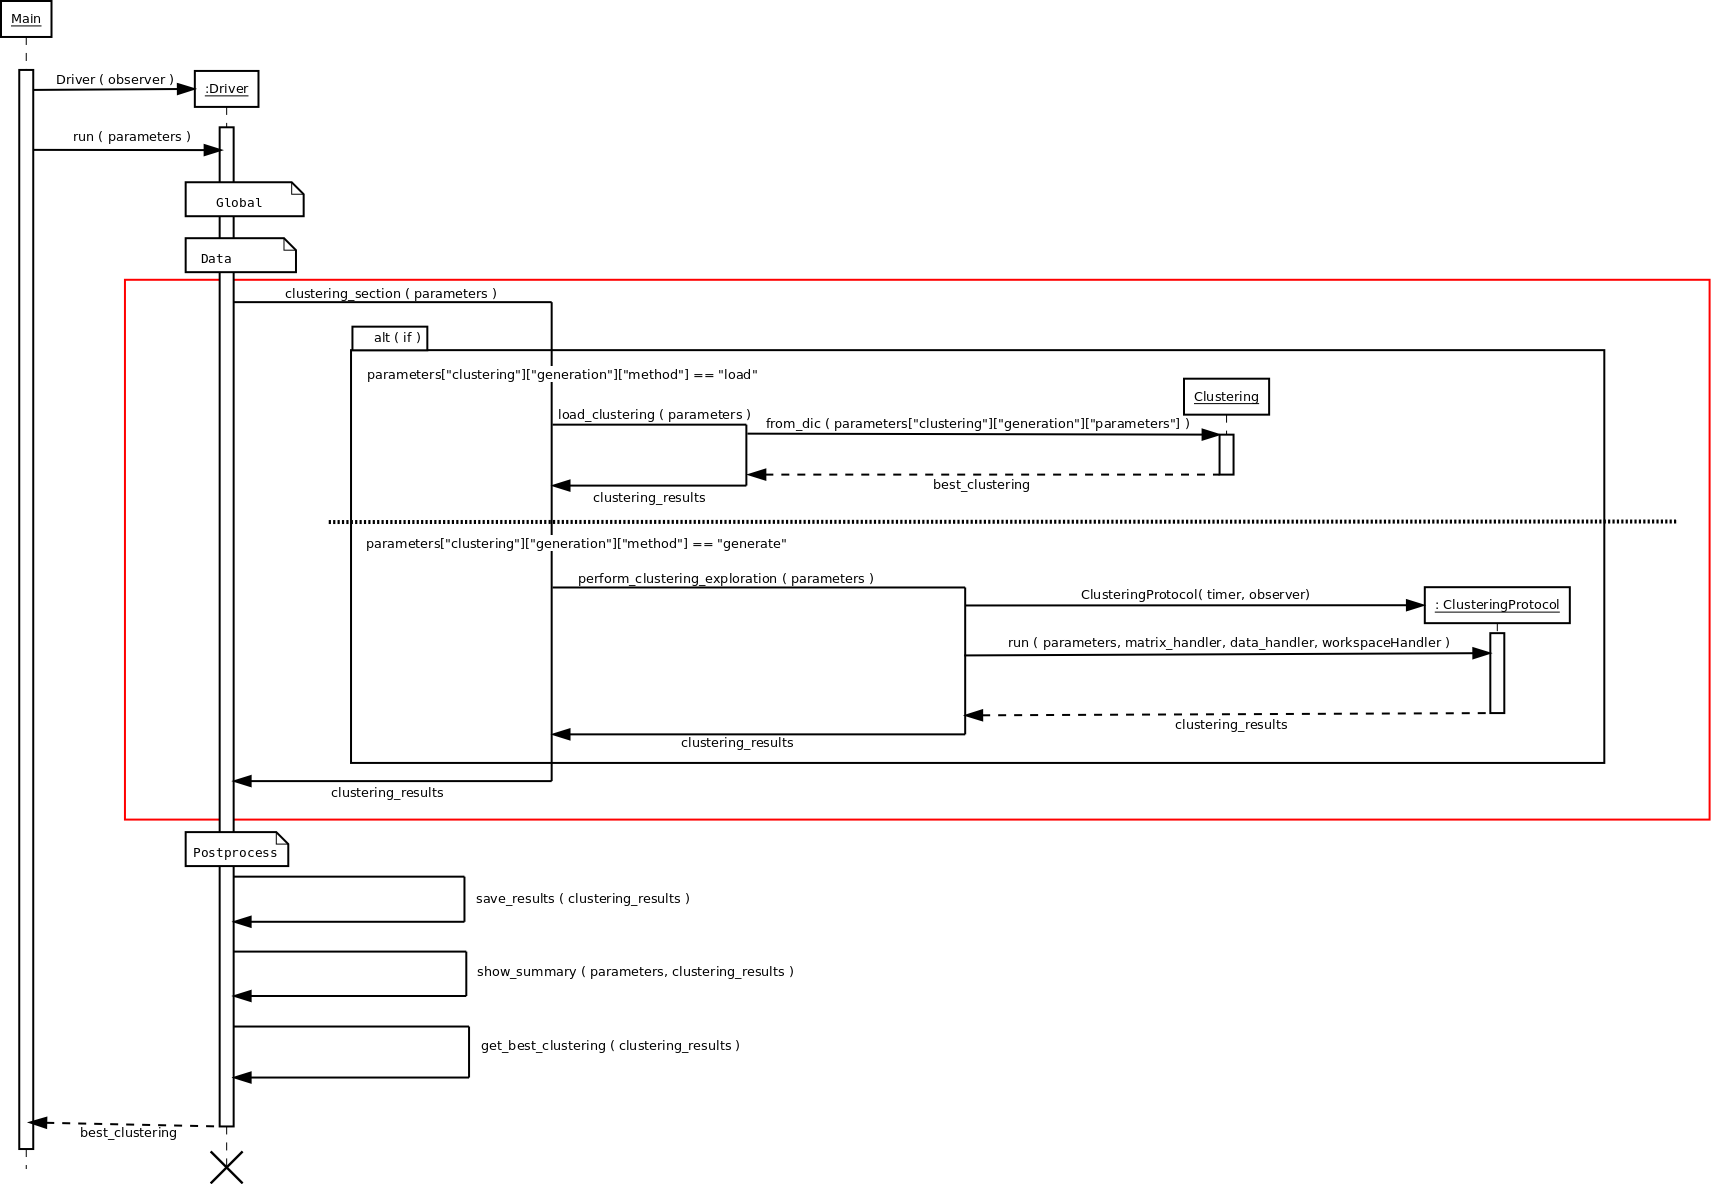 Main
Driver ( observer )
:Driver
run ( parameters )
Global
Data
clustering_section ( parameters )
alt ( if )
parameters["clustering"]["generation"]["method"] == "load"
Clustering
load_clustering ( parameters )
from_dic ( parameters["clustering"]["generation"]["parameters"] )
best_clustering
clustering_results
parameters["clustering"]["generation"]["method"] == "generate"
perform_clustering_exploration ( parameters )
ClusteringProtocol( timer, observer)
: ClusteringProtocol
run ( parameters, matrix_handler, data_handler, workspaceHandler )
clustering_results
clustering_results
clustering_results
Postprocess
save_results ( clustering_results )
show_summary ( parameters, clustering_results )
get_best_clustering ( clustering_results )
best_clustering